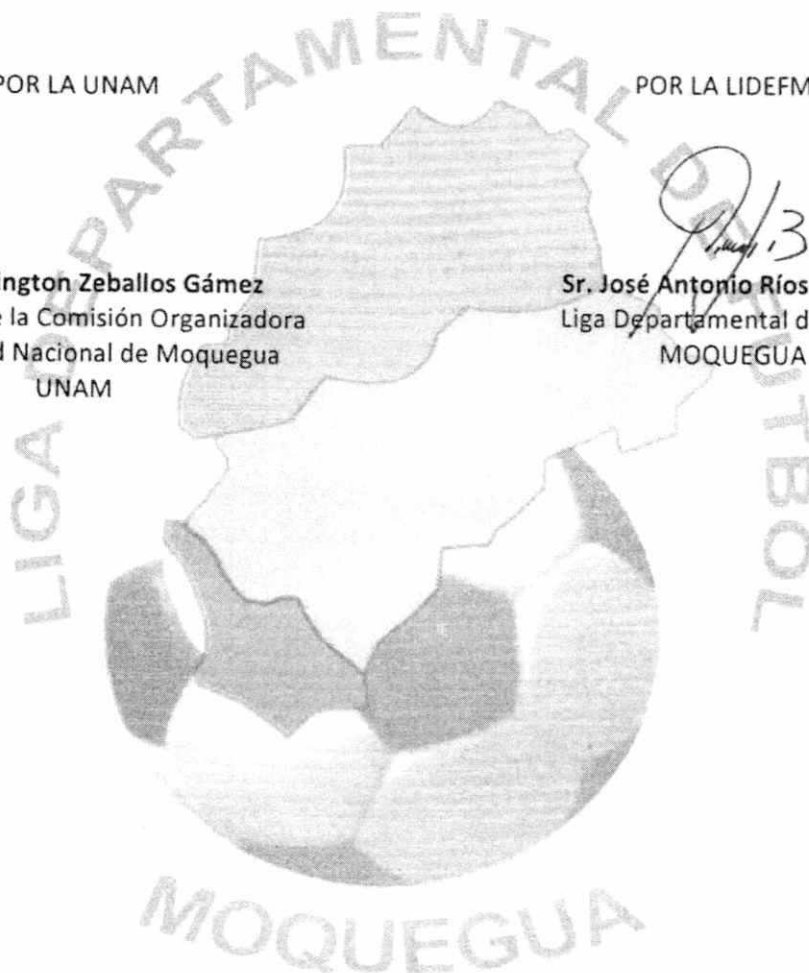 POR LA UNAM
POR LA LIDEFM
ington Zeballos Gámez
e la Comisión Organizadora
d Nacional de Moquegua
UNAM
Sr. José Antonio Ríos
Liga Departamental d
MOQUEGUA
LIGA DEPARTAMENTAL DE FUTBOL
MOQUEGUA